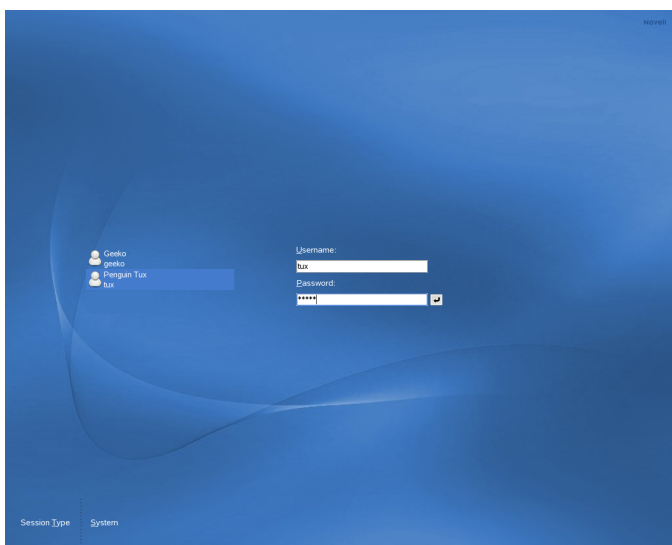 Novell
Geeko
geeko
Penguin Tux
tux
Username:
tux
Password:
*****
Session Type
System